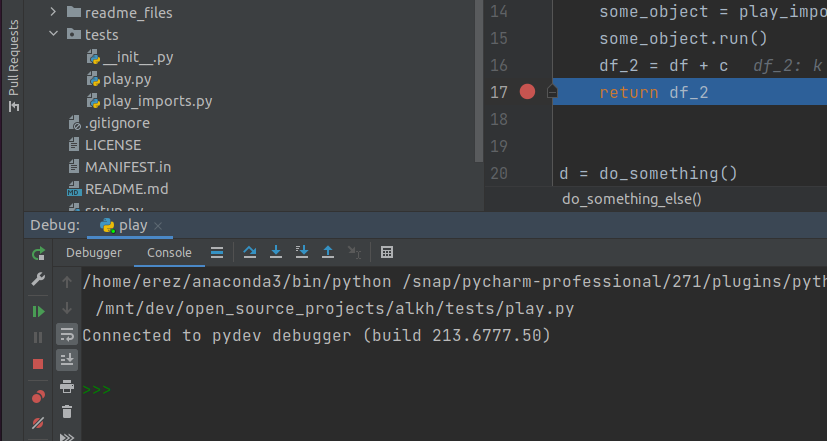 Pull Requests
readme_files
tests
__init__.py
play.py
play_imports.py
.gitignore
LICENSE
MANIFEST.in
MD README.md
setup.py
14 some_object = play_impo
15 some_object.run()
16 df_2 = df + c df_2: k
17 return df_2
18
19
20 d = do_something()
do_something_else()
Debug: play
Debugger Console
/home/erez/anaconda3/bin/python /snap/pycharm-professional/271/plugins/pyth
/mnt/dev/open_source_projects/alkh/tests/play.py
Connected to pydev debugger (build 213.6777.50)
>>>